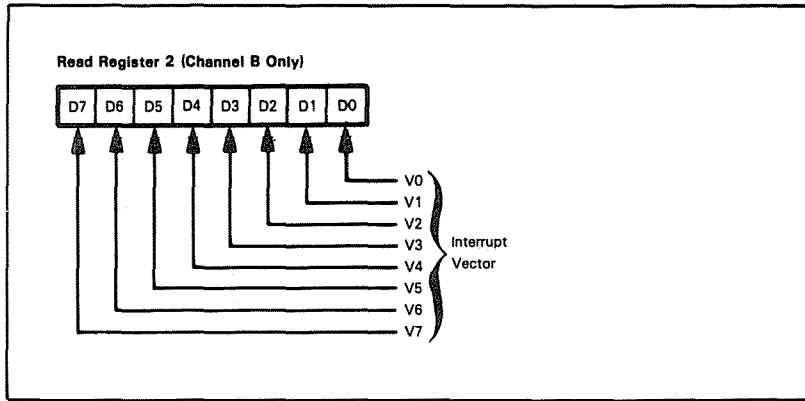 Read Register 2 (Channel B Only)
D7 D6 D5 D4 D3 D2 D1 D0
V0
V1
V2
V3
V4
V5
V6
V7
Interrupt
Vector